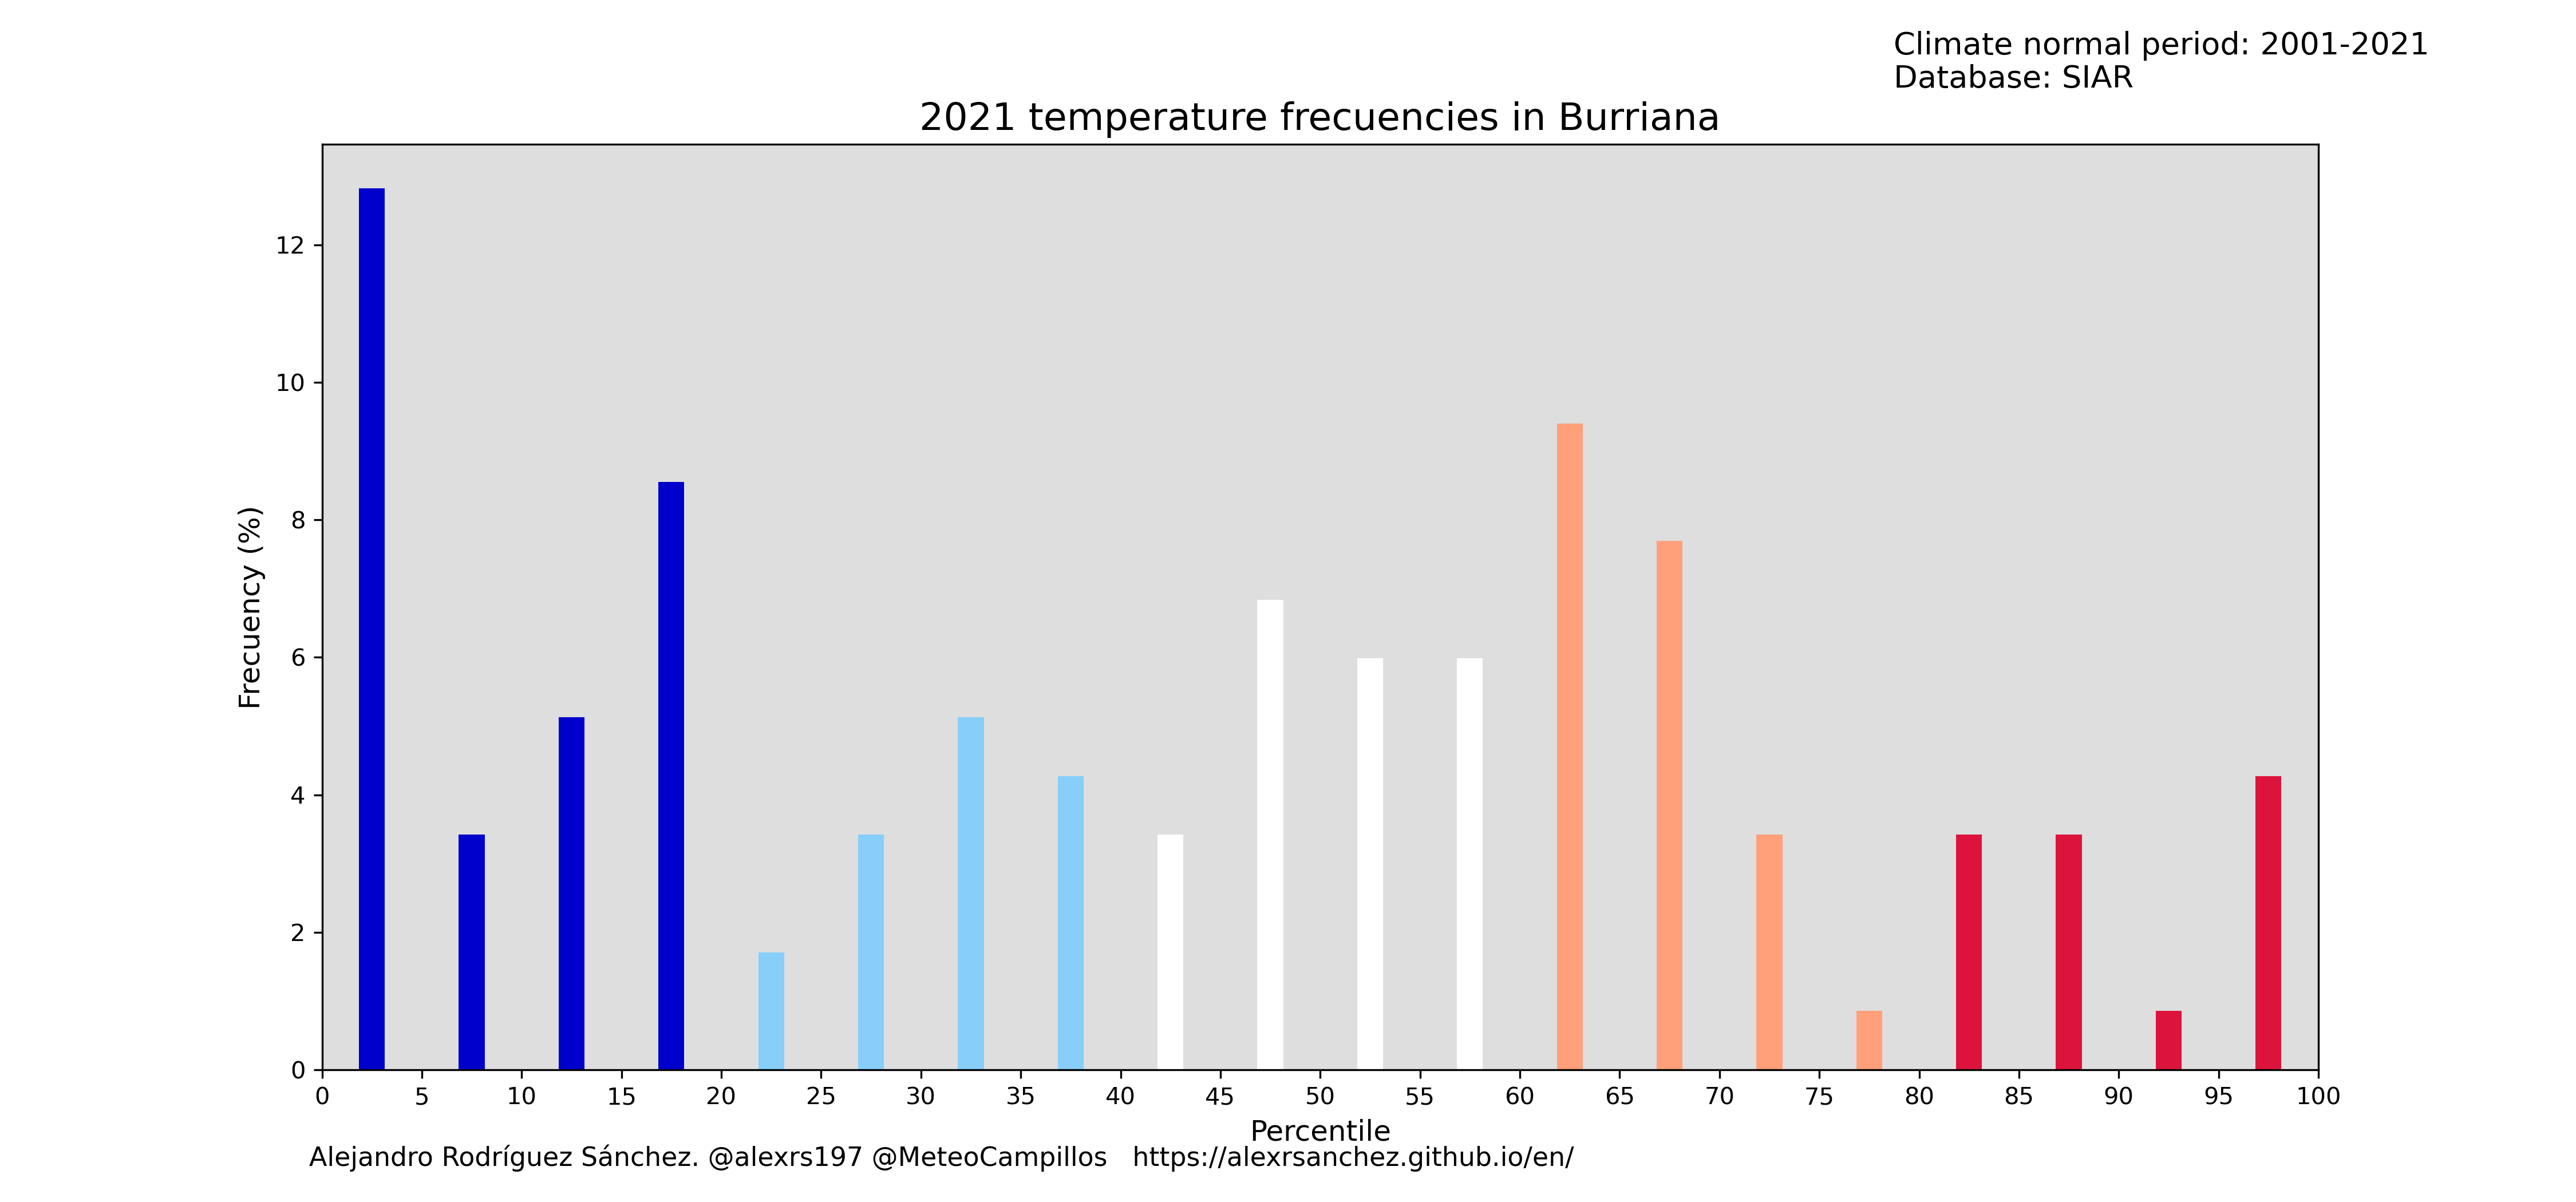 Climate normal period: 2001-2021
Database: SIAR
2021 temperature frecuencies in Burriana
Frecuency (%)
12
10
8
6
4
2
0
0 5 10 15 20 25 30 35 40 45 50 55 60 65 70 75 80 85 90 95 100
Percentile
Alejandro Rodríguez Sánchez. @alexrs197 @MeteoCampillos https://alexrsanchez.github.io/en/